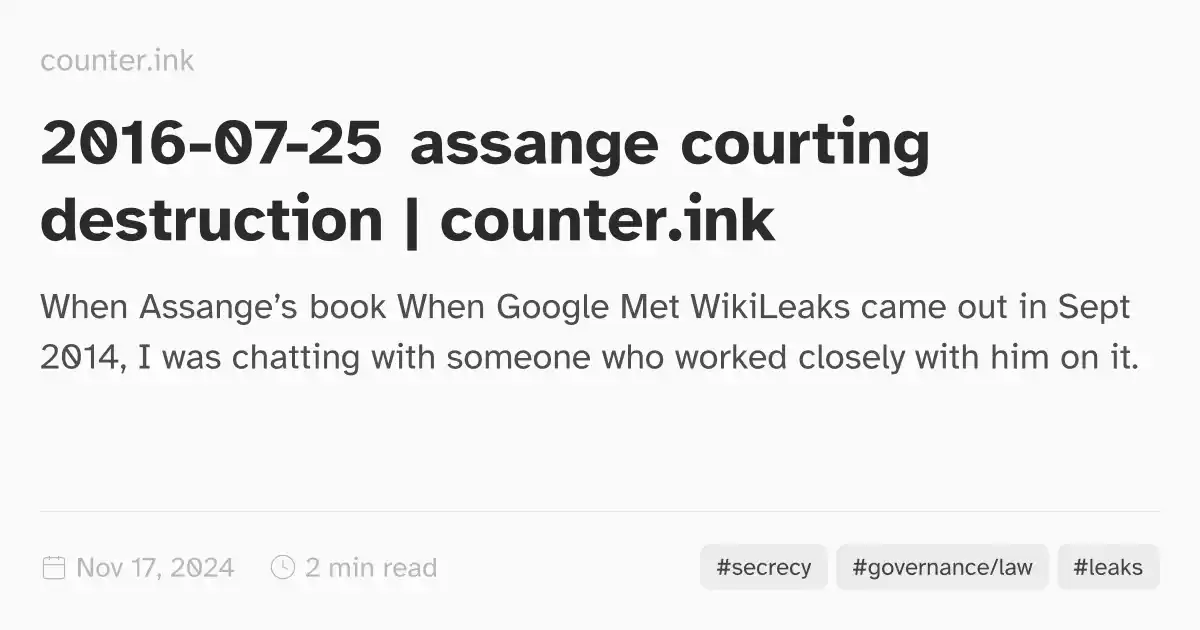 counter.ink
2016-07-25 assange courting
destruction | counter.ink
When Assange’s book When Google Met WikiLeaks came out in Sept
2014, I was chatting with someone who worked closely with him on it.
Nov 17, 2024 2 min read #secrecy #governance/law #leaks